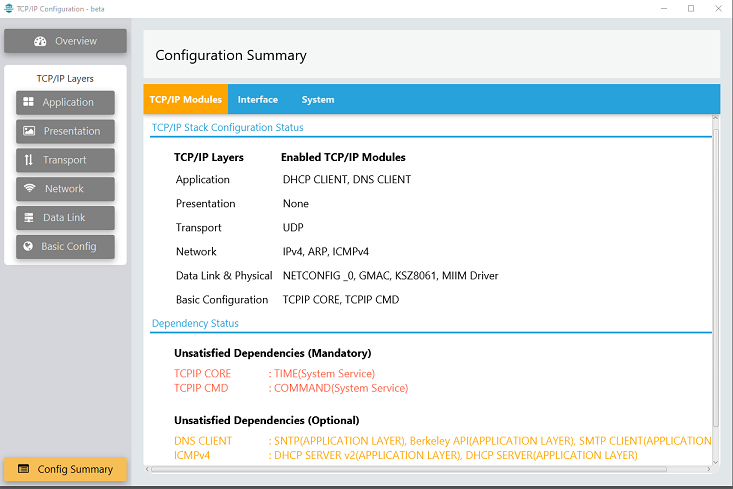 TCP/IP Configuration - beta
Overview
TCP/IP Layers
Application
Presentation
Transport
Network
Data Link
Basic Config
Config Summary
Configuration Summary
TCP/IP Modules Interface System
TCP/IP Stack Configuration Status
TCP/IP Layers Enabled TCP/IP Modules
Application DHCP CLIENT, DNS CLIENT
Presentation None
Transport UDP
Network IPv4, ARP, ICMPv4
Data Link & Physical NETCONFIG _0, GMAC, KSZ8061, MIIM Driver
Basic Configuration TCPIP CORE, TCPIP CMD
Dependency Status
Unsatisfied Dependencies (Mandatory)
TCPIP CORE : TIME(System Service)
TCPIP CMD : COMMAND(System Service)
Unsatisfied Dependencies (Optional)
DNS CLIENT : SNTP(APPLICATION LAYER), Berkeley API(APPLICATION LAYER), SMTP CLIENT(APPLICATION
ICMPv4 : DHCP SERVER v2(APPLICATION LAYER), DHCP SERVER(APPLICATION LAYER)